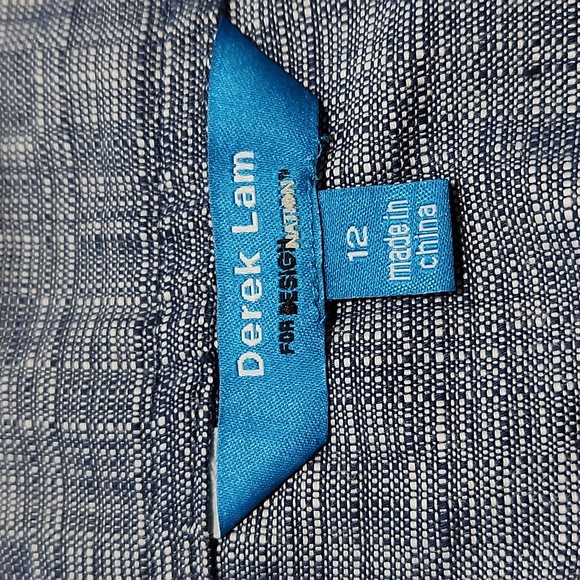 Derek Lam
FOR DESIGNATION"
12
made in
china